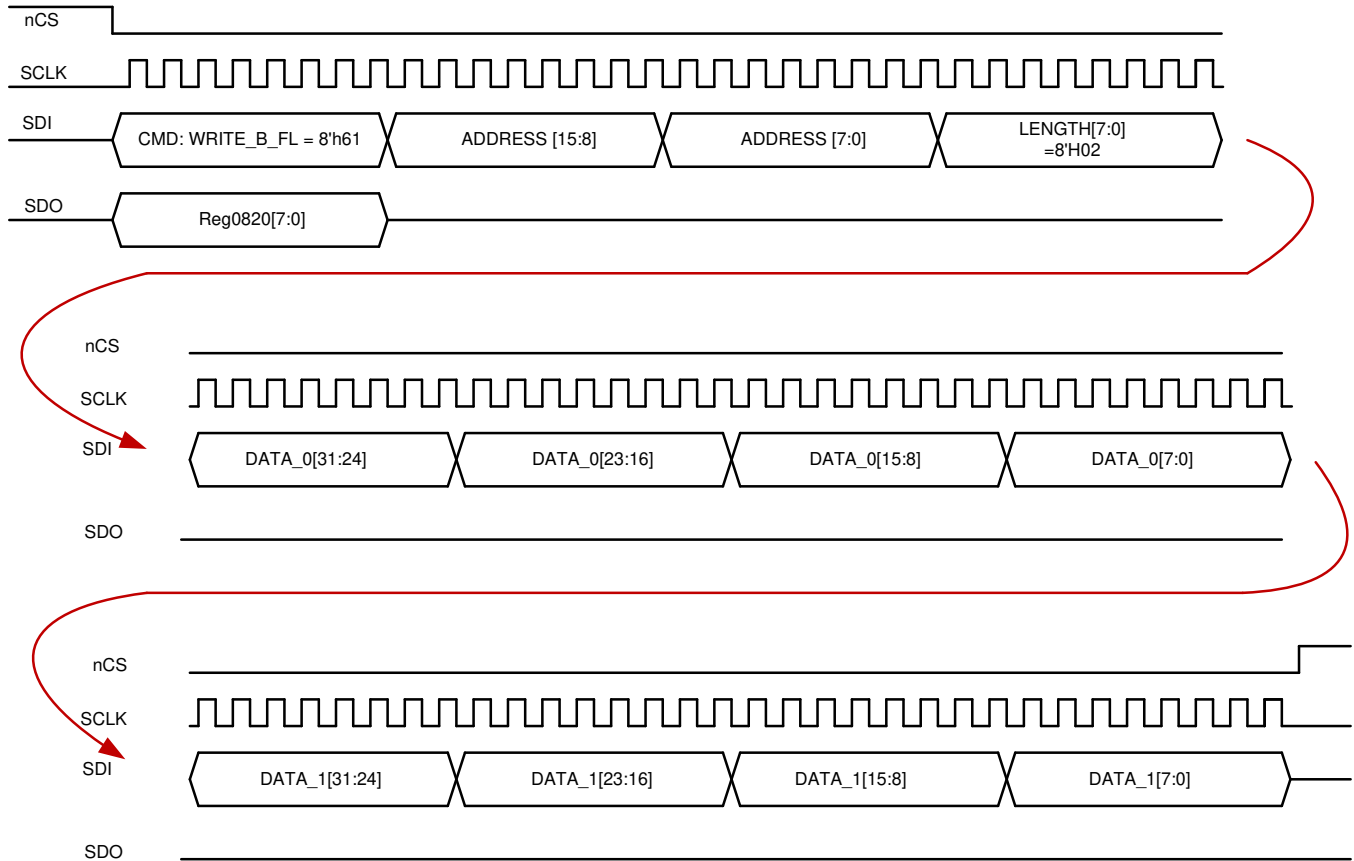 nCS
SCLK
SDI
CMD: WRITE_B_FL = 8'h61
ADDRESS [15:8]
ADDRESS [7:0]
LENGTH[7:0]
=8'H02
SDO
Reg0820[7:0]
nCS
SCLK
SDI
DATA_0[31:24]
DATA_0[23:16]
DATA_0[15:8]
DATA_0[7:0]
SDO
nCS
SCLK
SDI
DATA_1[31:24]
DATA_1[23:16]
DATA_1[15:8]
DATA_1[7:0]
SDO